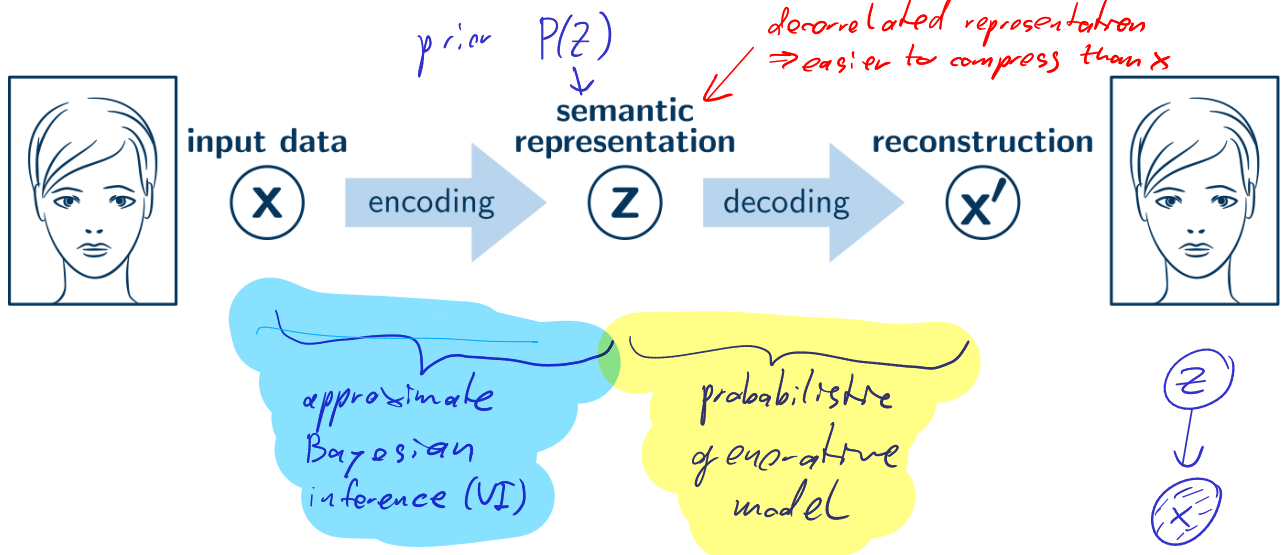 prior P(Z)
decorrelated representation
⇒ easier to compress than x
semantic
representation
input data
reconstruction
x
encoding
z
decoding
x′
approximate
Bayesian
inference (VI)
probabilistic
generative
model
Z
X